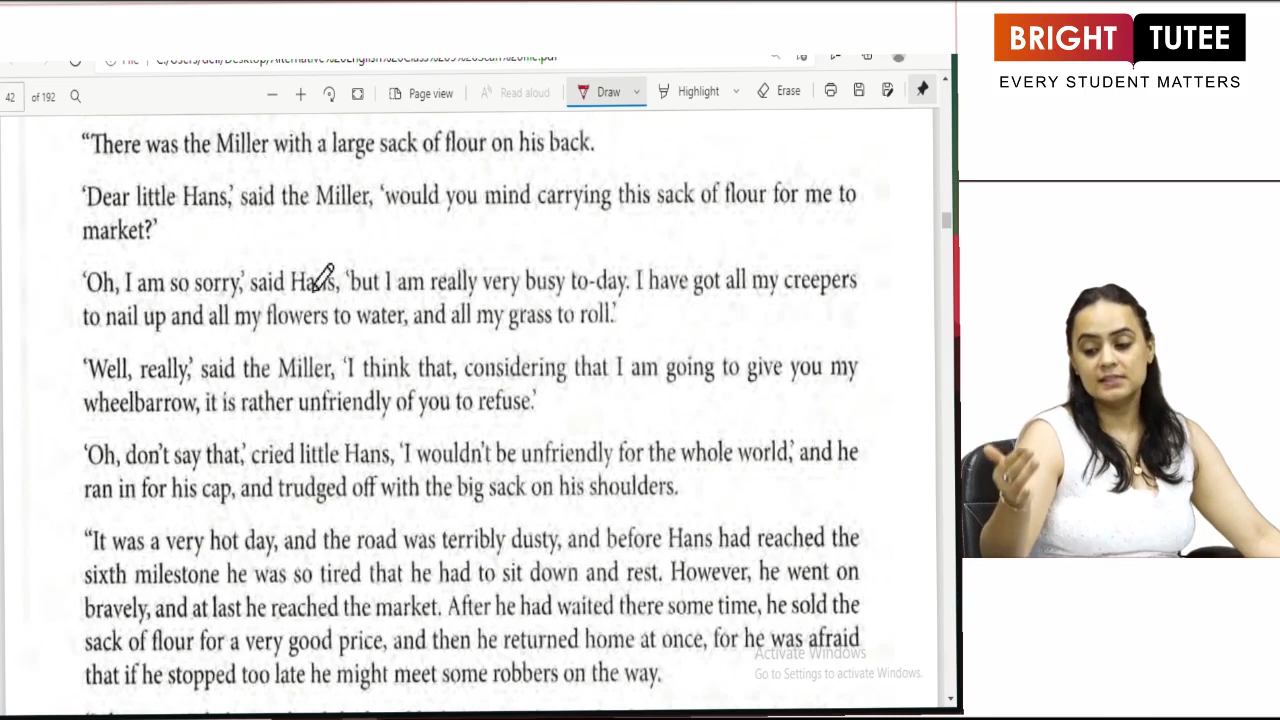 BRIGHT TUTEE
EVERY STUDENT MATTERS
42 of 192
Page view
Read aloud
Draw
Highlight
Erase
“There was the Miller with a large sack of flour on his back.
‘Dear little Hans,’ said the Miller, ‘would you mind carrying this sack of flour for me to
market?’
‘Oh, I am so sorry,’ said Hans, ‘but I am really very busy to-day. I have got all my creepers
to nail up and all my flowers to water, and all my grass to roll.’
‘Well, really,’ said the Miller, ‘I think that, considering that I am going to give you my
wheelbarrow, it is rather unfriendly of you to refuse.’
‘Oh, don’t say that,’ cried little Hans, ‘I wouldn’t be unfriendly for the whole world,’ and he
ran in for his cap, and trudged off with the big sack on his shoulders.
“It was a very hot day, and the road was terribly dusty, and before Hans had reached the
sixth milestone he was so tired that he had to sit down and rest. However, he went on
bravely, and at last he reached the market. After he had waited there some time, he sold the
sack of flour for a very good price, and then he returned home at once, for he was afraid
that if he stopped too late he might meet some robbers on the way.
Activate Windows
Go to Settings to activate Windows.